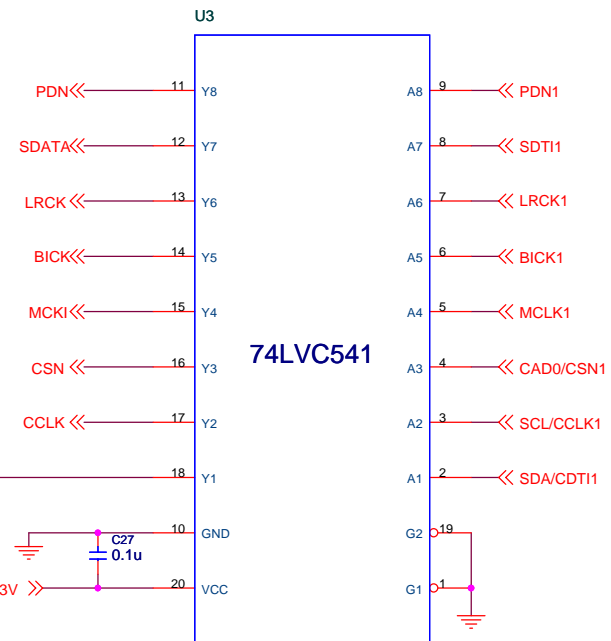 U3
PDN 11 Y8 A8 9 PDN1
SDATA 12 Y7 A7 8 SDTI1
LRCK 13 Y6 A6 7 LRCK1
BICK 14 Y5 A5 6 BICK1
MCKI 15 Y4 A4 5 MCLK1
74LVC541
CSN 16 Y3 A3 4 CAD0/CSN1
CCLK 17 Y2 A2 3 SCL/CCLK1
18 Y1 A1 2 SDA/CDTI1
10 GND G2 19
C27
0.1u
3V 20 VCC G1 1